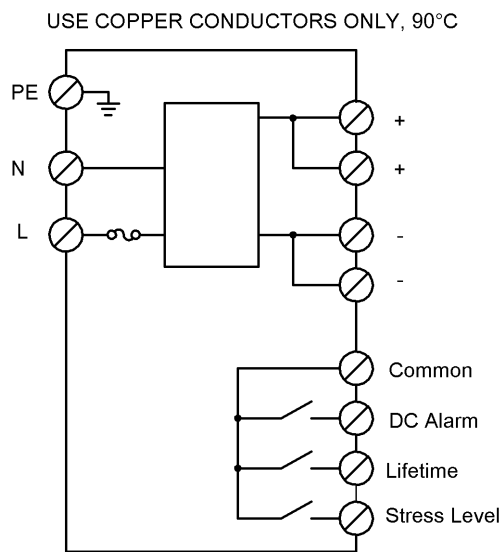 USE COPPER CONDUCTORS ONLY, 90°C
PE
N
L
+
+
-
-
Common
DC Alarm
Lifetime
Stress Level